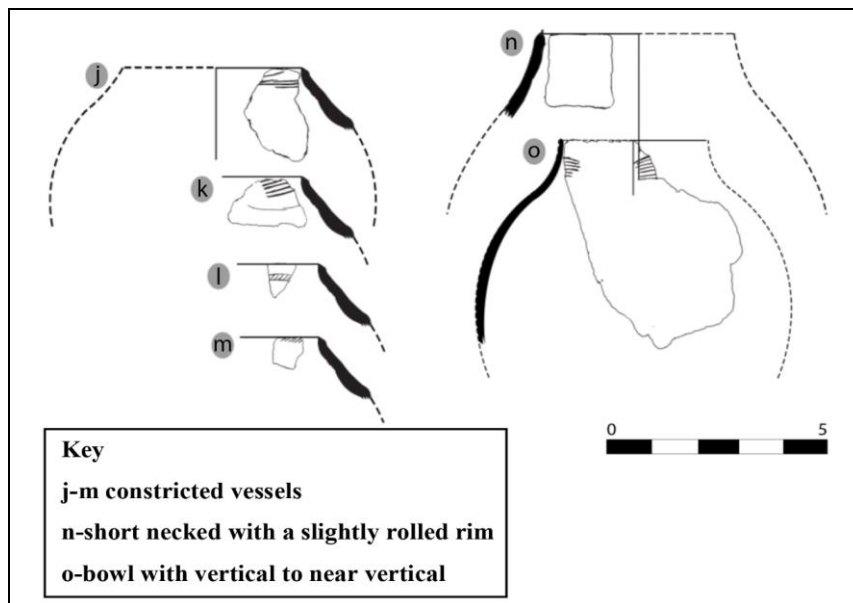 j
k
l
m
n
o
0 5
Key
j-m constricted vessels
n-short necked with a slightly rolled rim
o-bowl with vertical to near vertical